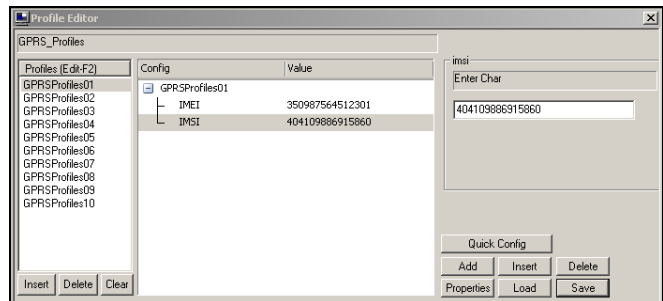 Profile Editor
GPRS_Profiles
Profiles (Edit-F2)
GPRSProfiles01
GPRSProfiles02
GPRSProfiles03
GPRSProfiles04
GPRSProfiles05
GPRSProfiles06
GPRSProfiles07
GPRSProfiles08
GPRSProfiles09
GPRSProfiles10
Insert Delete Clear
Config Value
GPRSProfiles01
IMEI 350987564512301
IMSI 404109886915860
imsi
Enter Char
404109886915860
Quick Config
Add Insert Delete
Properties Load Save